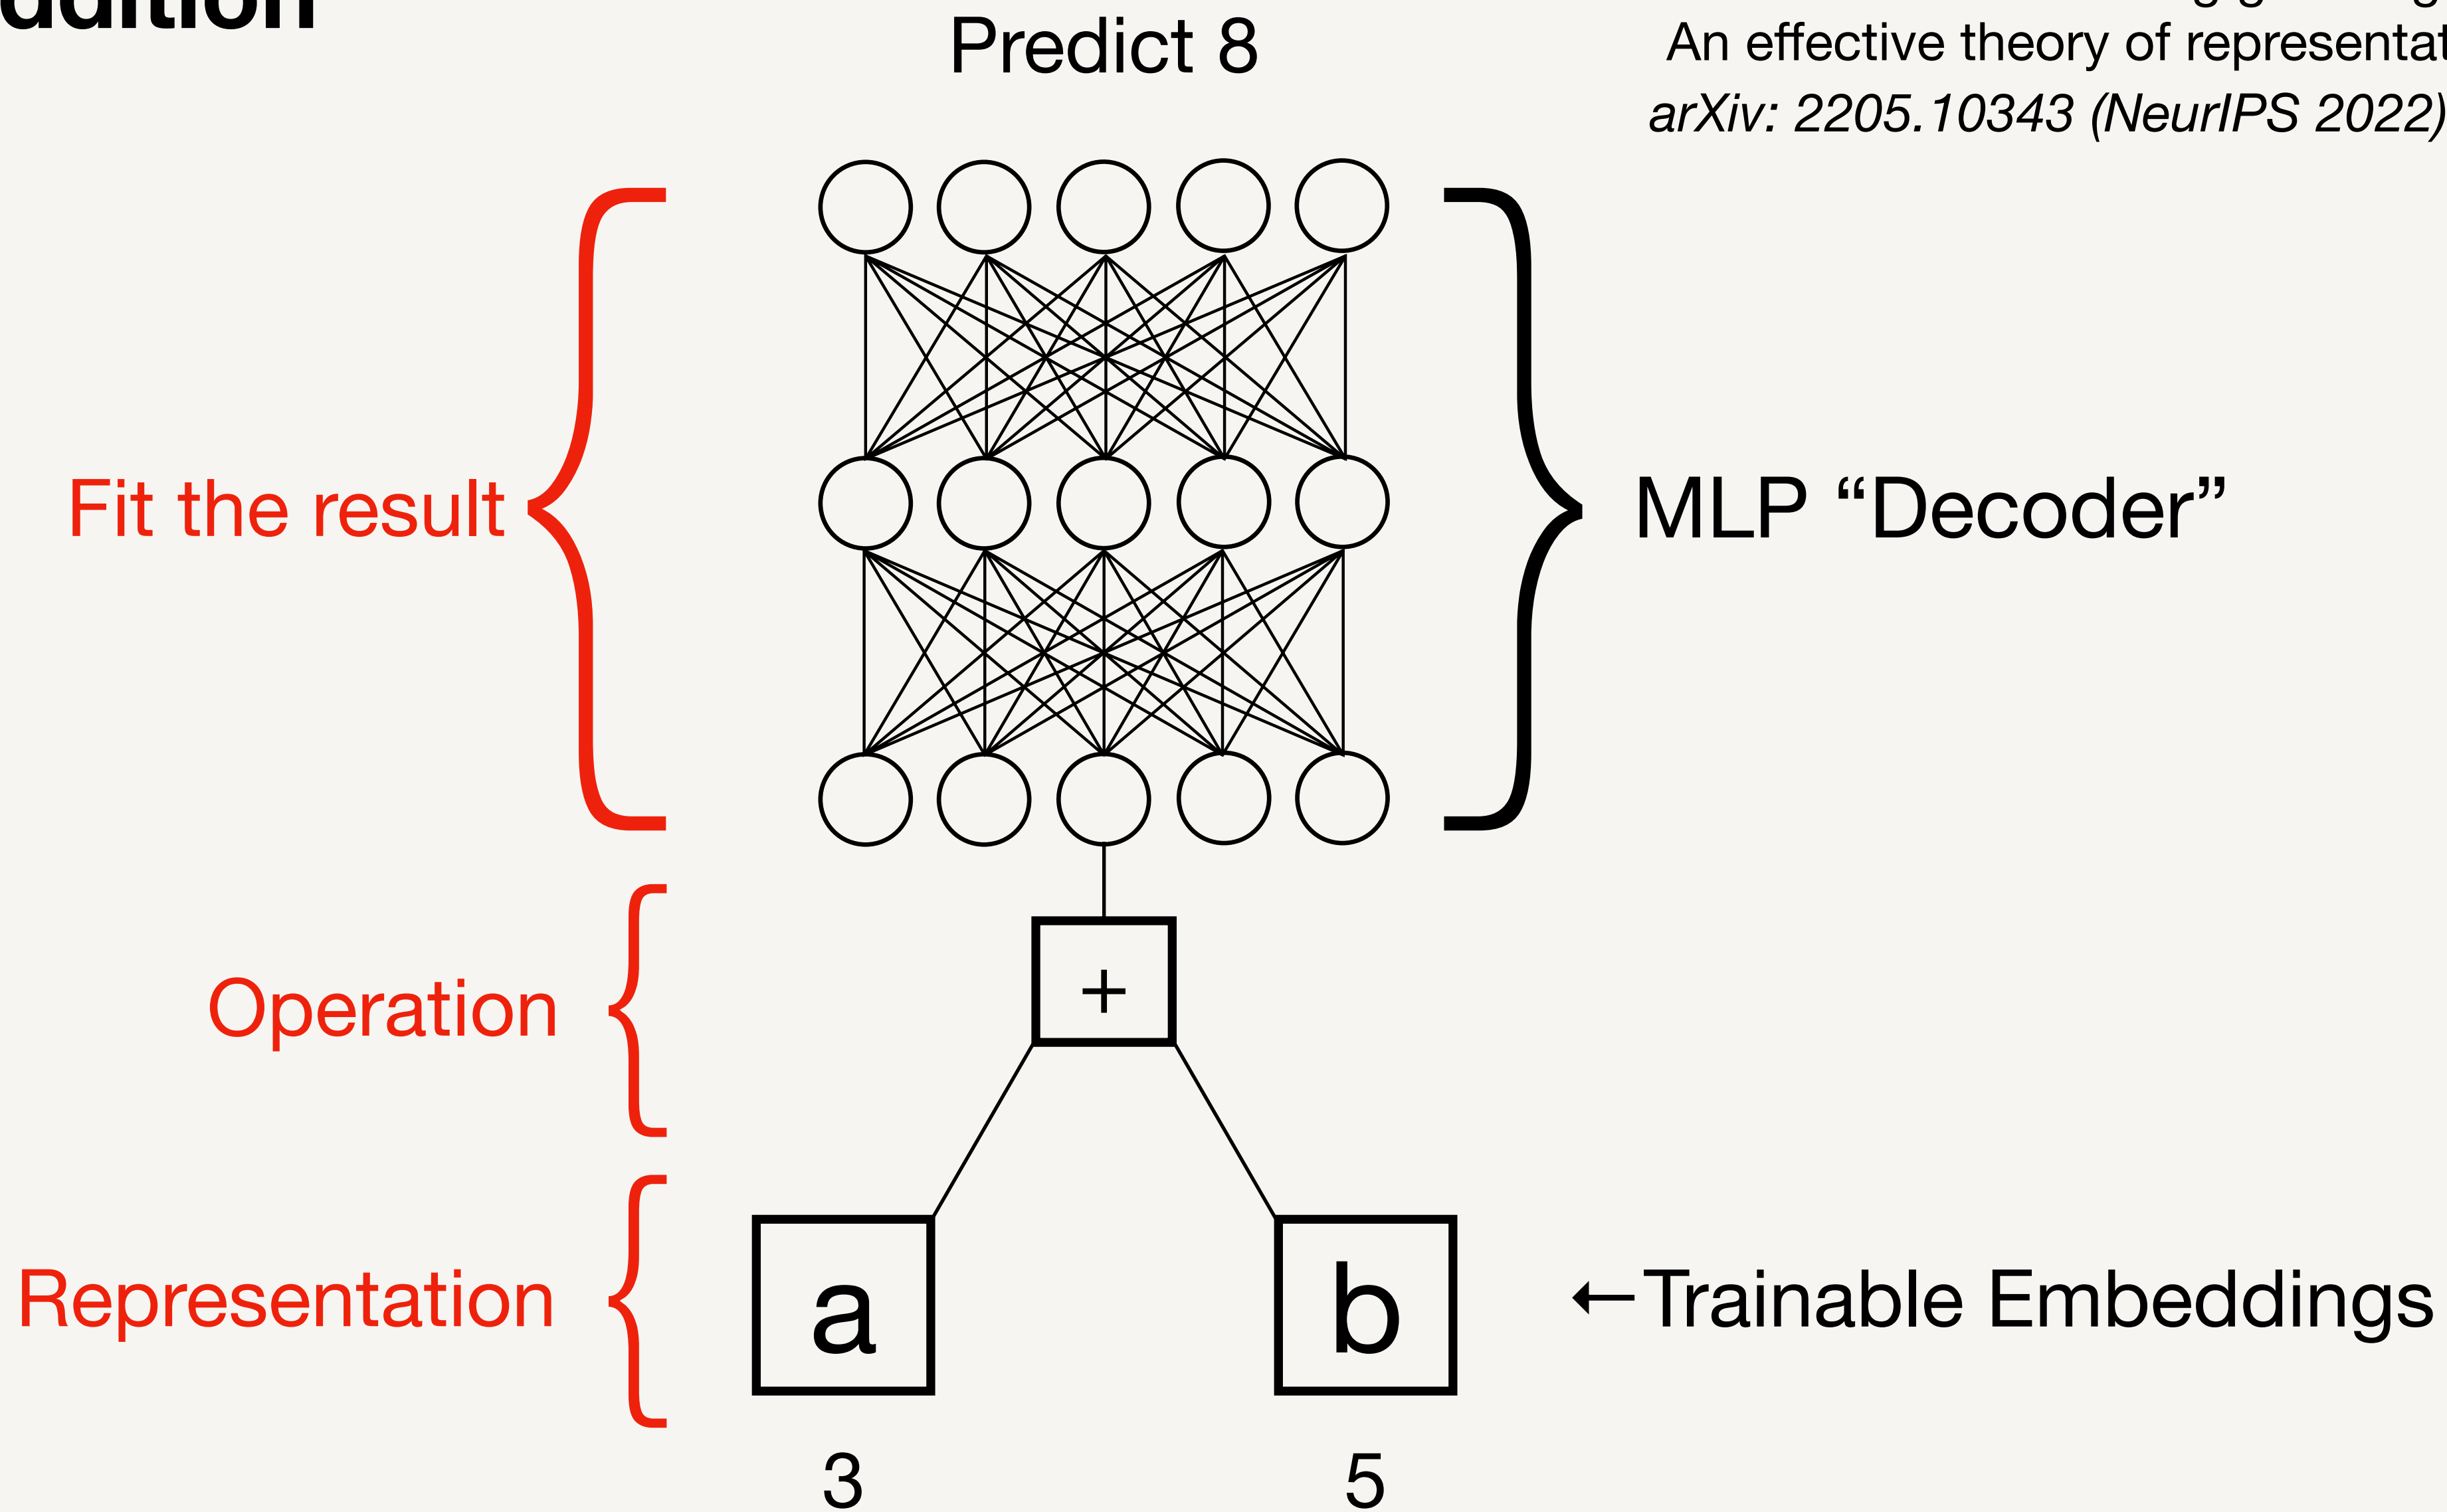 Predict 8
An effective theory of
arXiv: 2205.10343 (NeurIPS 2022)
Fit the result
MLP “Decoder”
+
Operation
a
b
Representation
←Trainable Embeddings
3
5